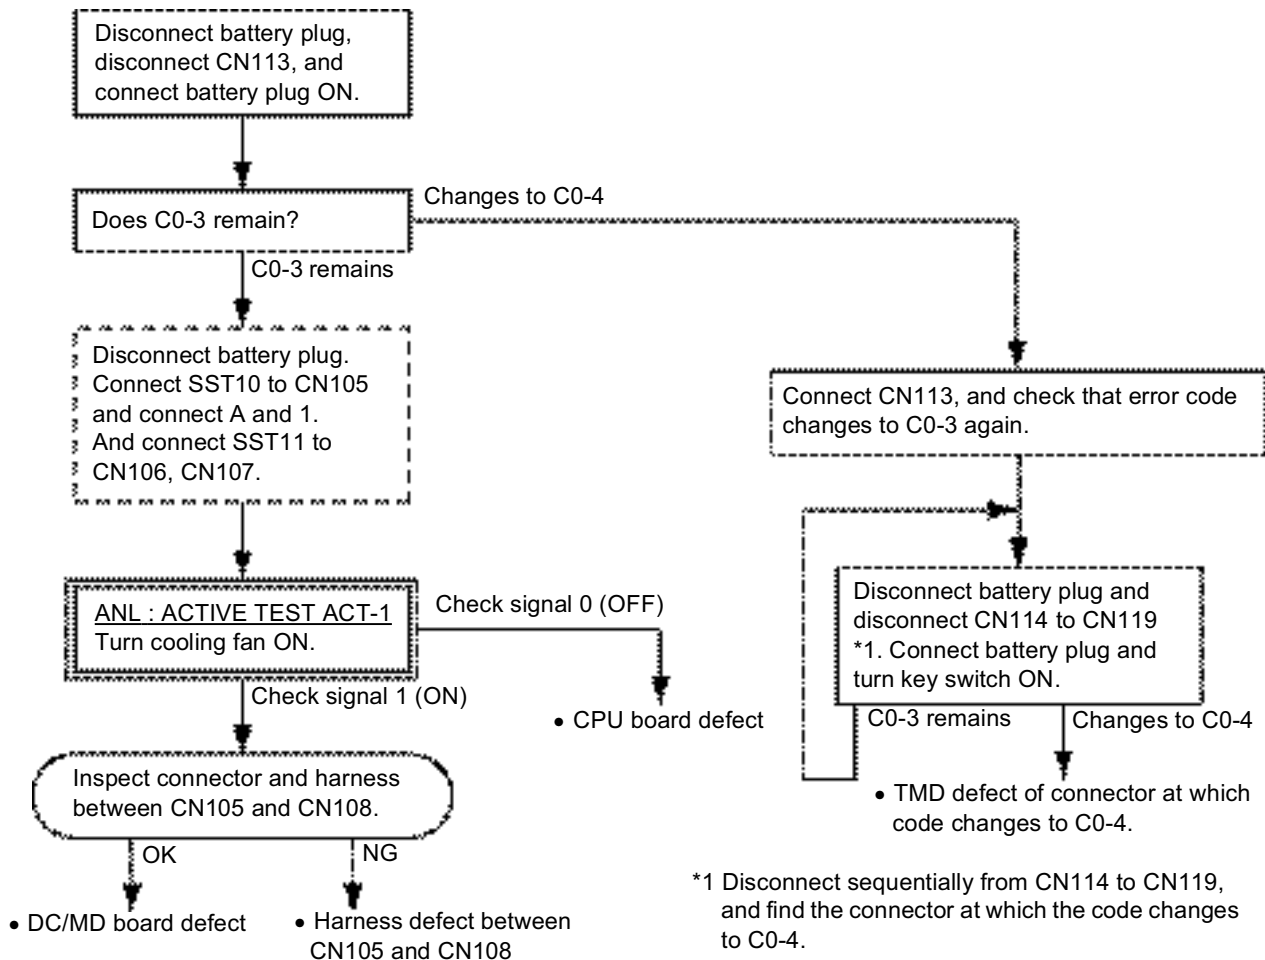 Disconnect battery plug,
disconnect CN113, and
connect battery plug ON.
Does C0-3 remain?
Changes to C0-4
C0-3 remains
Disconnect battery plug.
Connect SST10 to CN105
and connect A and 1.
And connect SST11 to
CN106, CN107.
Connect CN113, and check that error code
changes to C0-3 again.
ANL : ACTIVE TEST ACT-1
Turn cooling fan ON.
Check signal 0 (OFF)
Check signal 1 (ON)
• CPU board defect
Disconnect battery plug and
disconnect CN114 to CN119
*1. Connect battery plug and
turn key switch ON.
C0-3 remains
Changes to C0-4
• TMD defect of connector at which
code changes to C0-4.
Inspect connector and harness
between CN105 and CN108.
OK
NG
• DC/MD board defect
• Harness defect between
CN105 and CN108
*1 Disconnect sequentially from CN114 to CN119,
and find the connector at which the code changes
to C0-4.